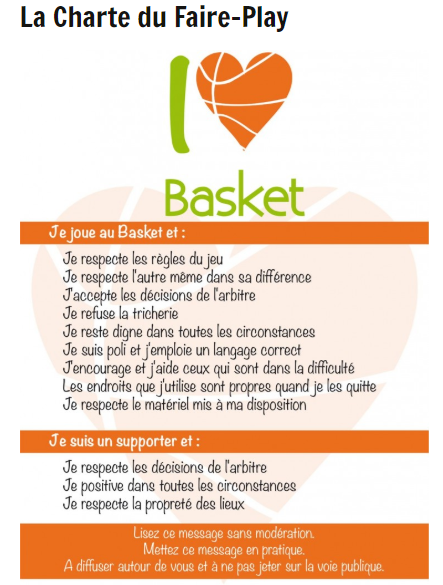 La Charte du Faire-Play
I
Basket
Je joue au Basket et :
Je respecte les règles du jeu
Je respecte l'autre même dans sa différence
J'accepte les décisions de l'arbitre
Je refuse la tricherie
Je reste digne dans toutes les circonstances
Je suis poli et j'emploie un langage correct
J'encourage et j'aide ceux qui sont dans la difficulté
Les endroits que j'utilise sont propres quand je les quitte
Je respecte le matériel mis à ma disposition
Je suis un supporter et :
Je respecte les décisions de l'arbitre
Je positive dans toutes les circonstances
Je respecte la propreté des lieux
Lisez ce message sans modération.
Mettez ce message en pratique.
A diffuser autour de vous et à ne pas jeter sur la voie publique.